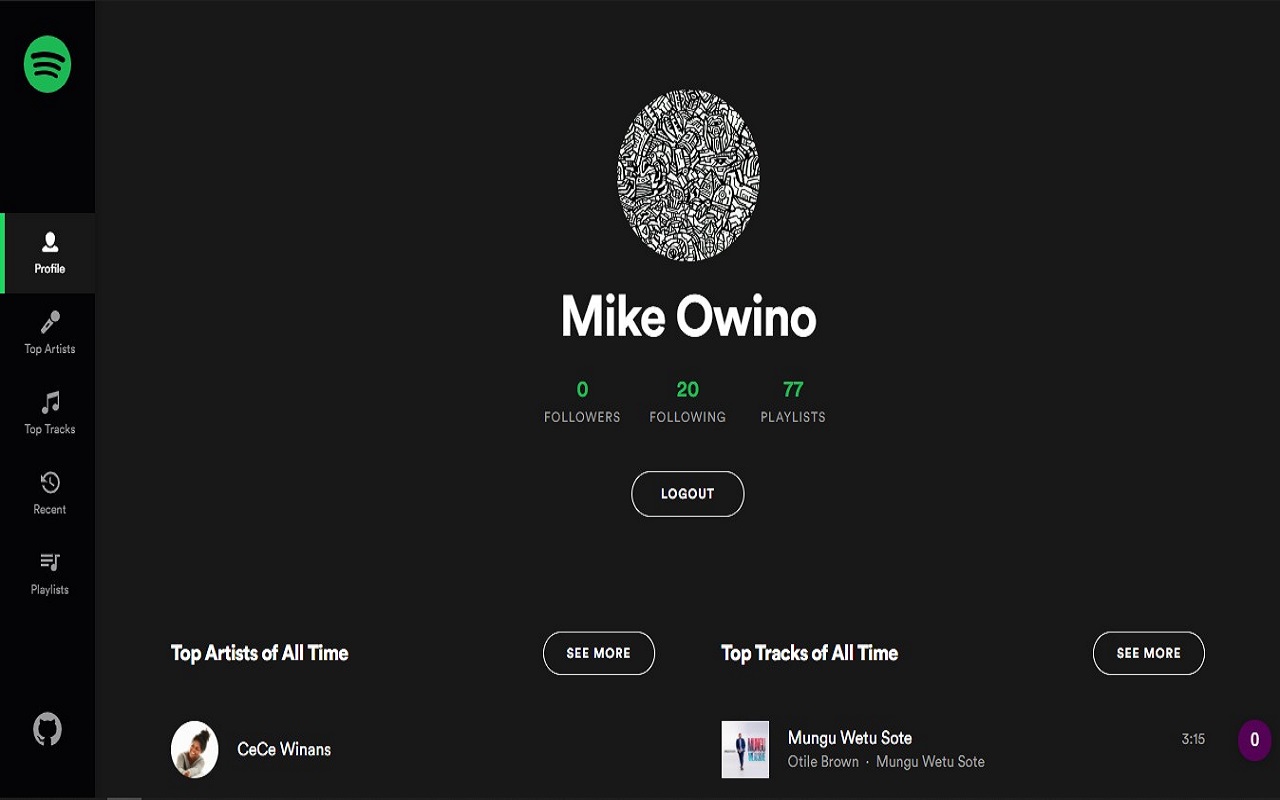 Profile
Top Artists
Top Tracks
Recent
Playlists
Mike Owino
0 20 77
FOLLOWERS FOLLOWING PLAYLISTS
LOGOUT
Top Artists of All Time SEE MORE
CeCe Winans
Top Tracks of All Time SEE MORE
Mungu Wetu Sote 3:15
Otile Brown · Mungu Wetu Sote
0